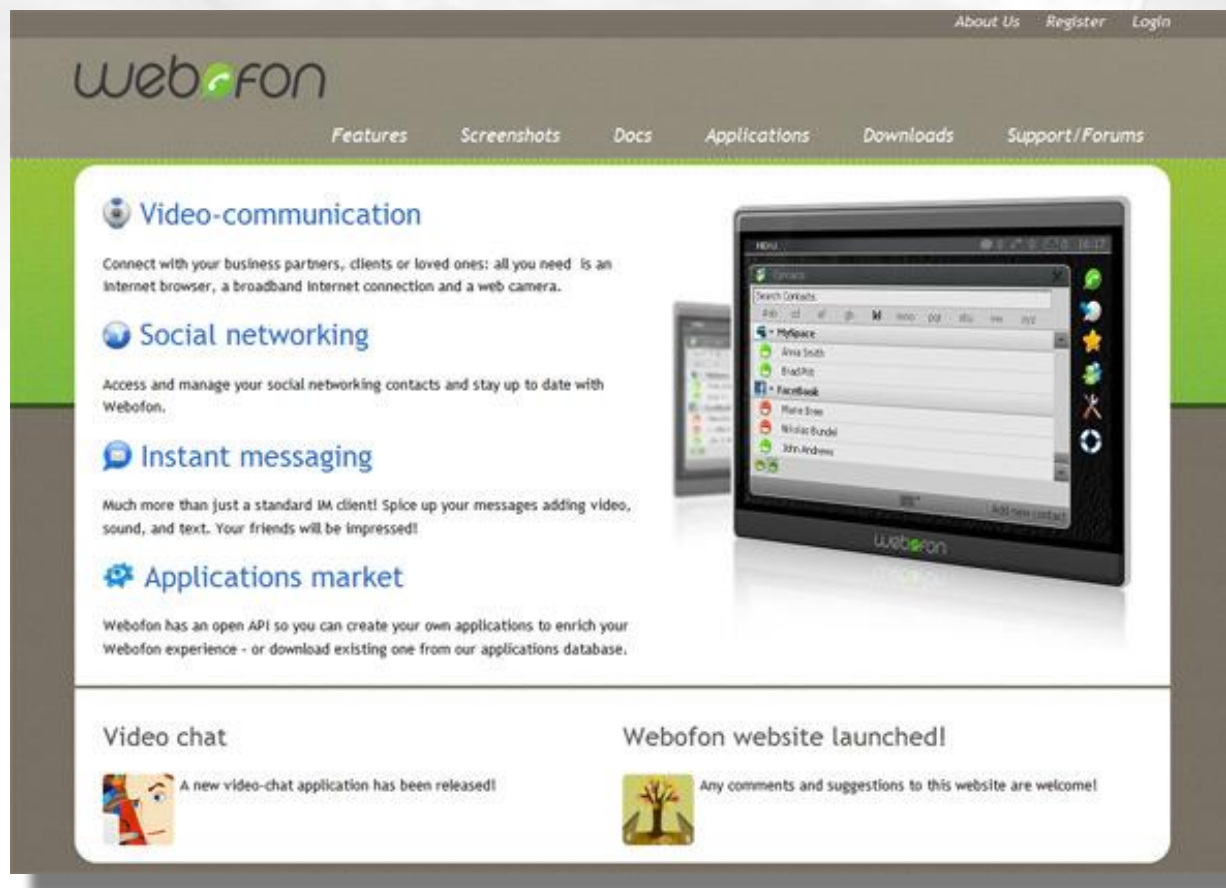 About Us Register Login
webofon
Features Screenshots Docs Applications Downloads Support/Forums
Video-communication
Connect with your business partners, clients or loved ones: all you need is an
Internet browser, a broadband Internet connection and a web camera.
Social networking
Access and manage your social networking contacts and stay up to date with
Webofon.
Instant messaging
Much more than just a standard IM client! Spice up your messages adding video,
sound, and text. Your friends will be impressed!
Applications market
Webofon has an open API so you can create your own applications to enrich your
Webofon experience - or download existing one from our applications database.
MENU
16:17
Contacts
Search Contacts
MySpace
Anna Smith
Brad Pitt
FaceBook
John Andrews
Add new contact
webofon
Video chat
A new video-chat application has been released!
Webofon website launched!
Any comments and suggestions to this website are welcome!